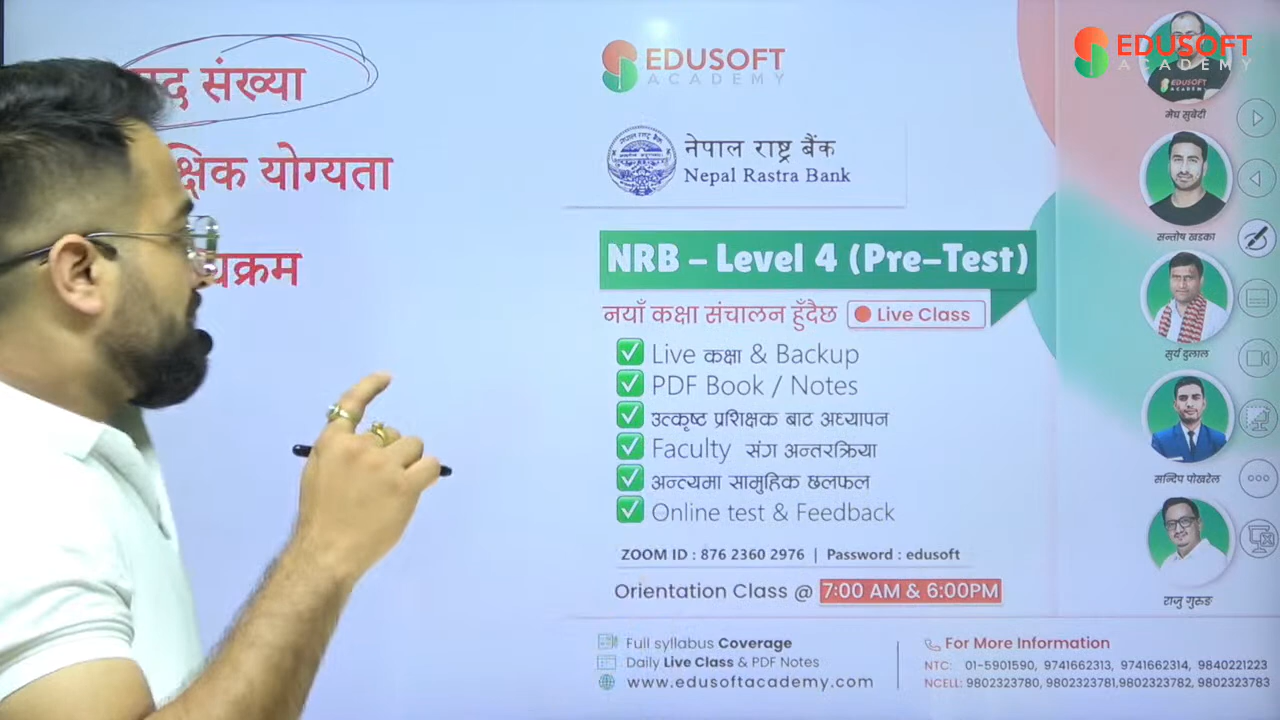 संख्या
योग्यता
EDUSOFT
ACADEMY
नेपाल राष्ट्र बैंक
Nepal Rastra Bank
NRB – Level 4 (Pre-Test)
नयाँ कक्षा संचालन हुँदैछ Live Class
Live कक्षा & Backup
PDF Book / Notes
उत्कृष्ट प्रशिक्षक बाट अध्यापन
Faculty संग अन्तरक्रिया
अन्त्यमा सामुहिक छलफल
Online test & Feedback
ZOOM ID : 876 2360 2976 | Password : edusoft
Orientation Class @ 7:00 AM & 6:00PM
Full syllabus Coverage
Daily Live Class & PDF Notes
www.edusoftacademy.com
For More Information
NTC: 01-5901590, 9741662313, 9741662314, 9840221223
NCELL: 9802323780, 9802323781,9802323782, 9802323783
EDUSOFT
ACADEMY
EDUSOFT
ACADEMY
मेघ सुबेदी
सन्तोष खड्का
सुर्य दुलाल
सन्दिप पोखरेल
राजु गुरुङ